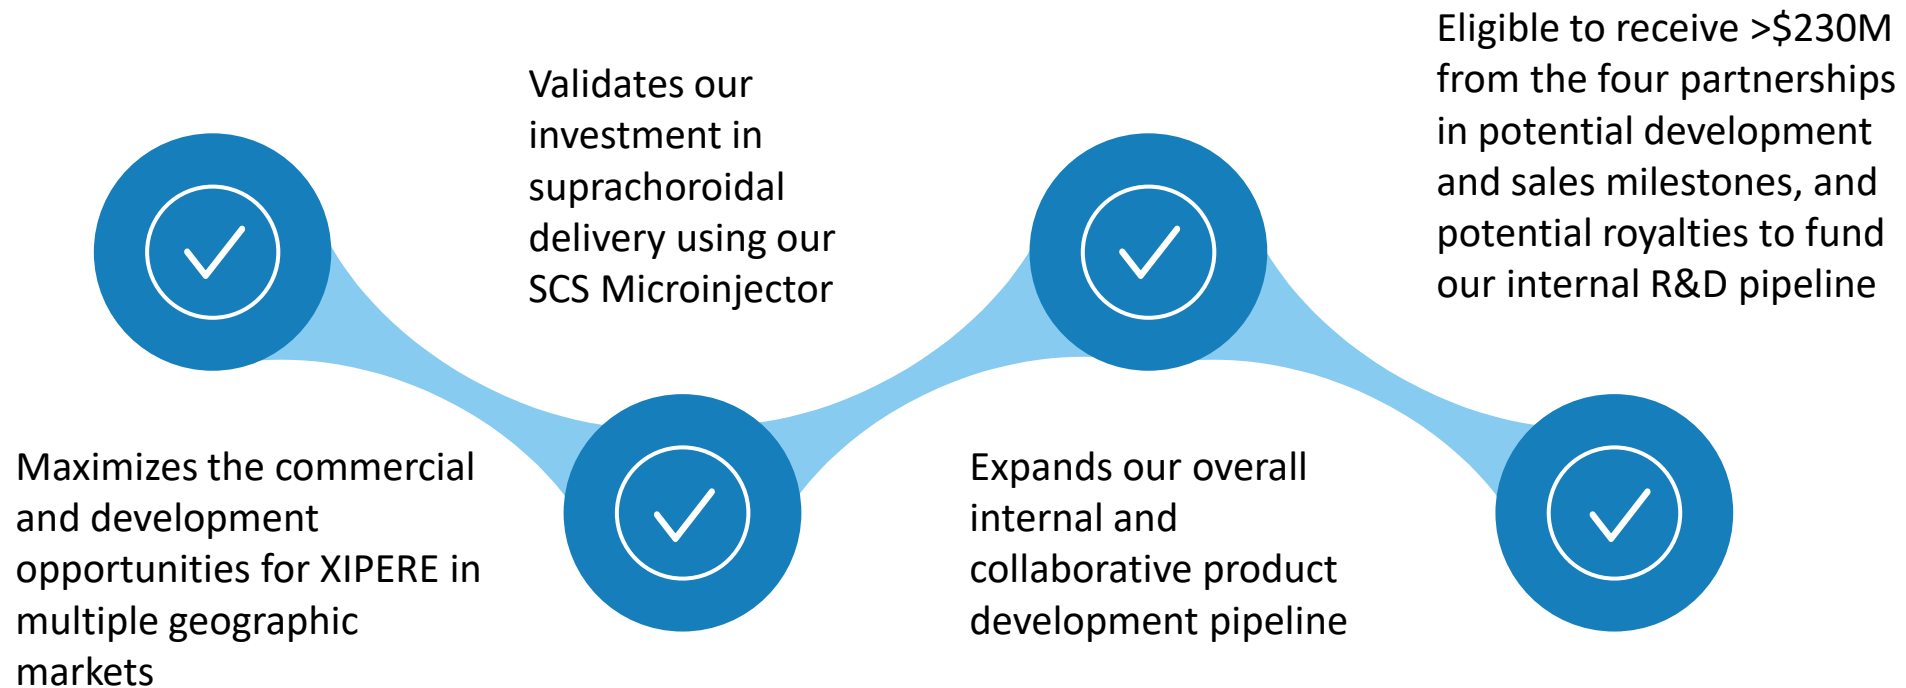 Maximizes the commercial
and development
opportunities for XIPERE in
multiple geographic
markets
Validates our
investment in
suprachoroidal
delivery using our
SCS Microinjector
Expands our overall
internal and
collaborative product
development pipeline
Eligible to receive >$230M
from the four partnerships
in potential development
and sales milestones, and
potential royalties to fund
our internal R&D pipeline